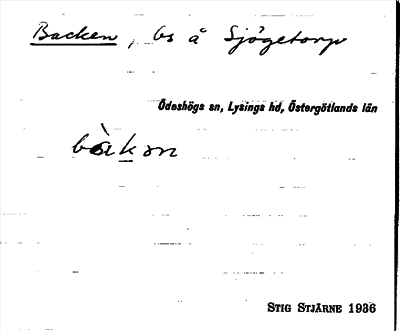 Backen, bs å Sjögetorp
Ödeshögs sn, Lysings hd, Östergötlands län
bàkən
STIG STJÄRNE 1936